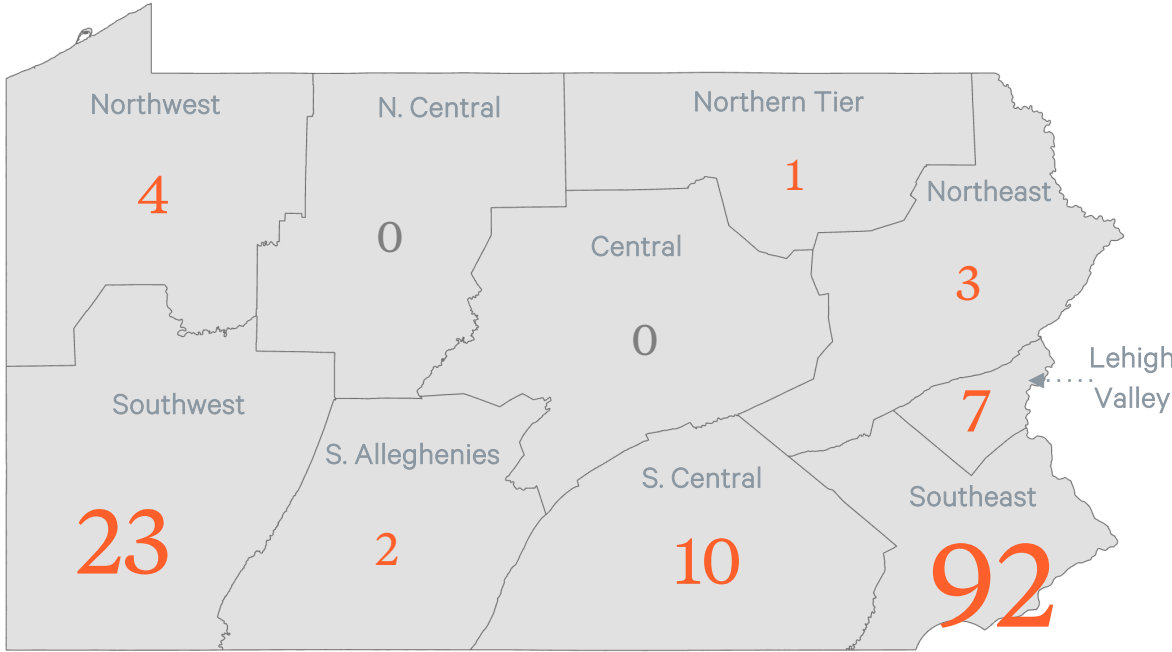 Northwest
4
N. Central
0
Northern Tier
1
Northeast
3
Central
0
Lehigh
Valley
7
Southwest
23
S. Alleghenies
2
S. Central
10
Southeast
92